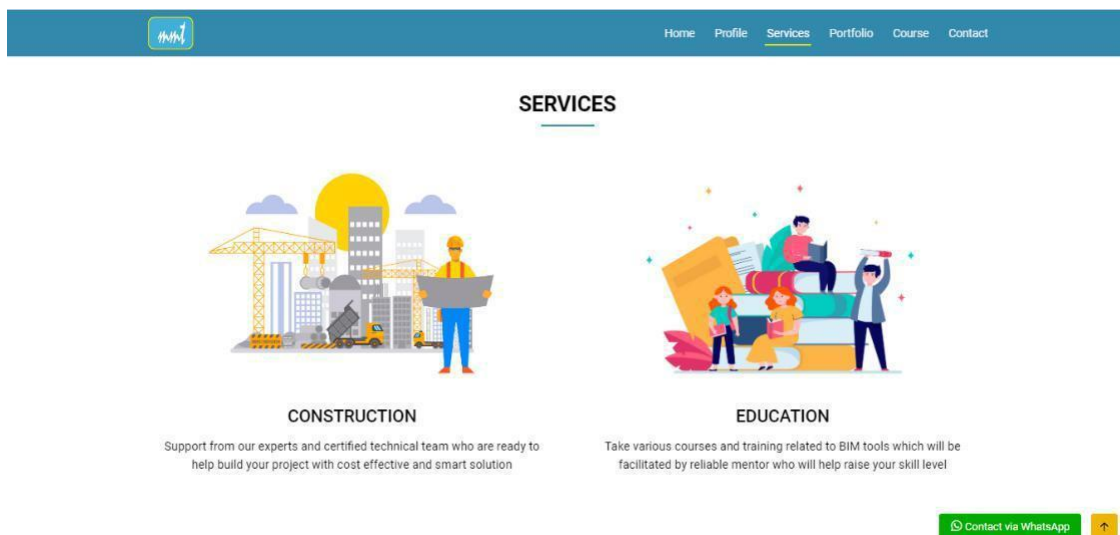 mmi
Home Profile Services Portfolio Course Contact
SERVICES
CONSTRUCTION
Support from our experts and certified technical team who are ready to
help build your project with cost effective and smart solution
EDUCATION
Take various courses and training related to BIM tools which will be
facilitated by reliable mentor who will help raise your skill level
Contact via WhatsApp